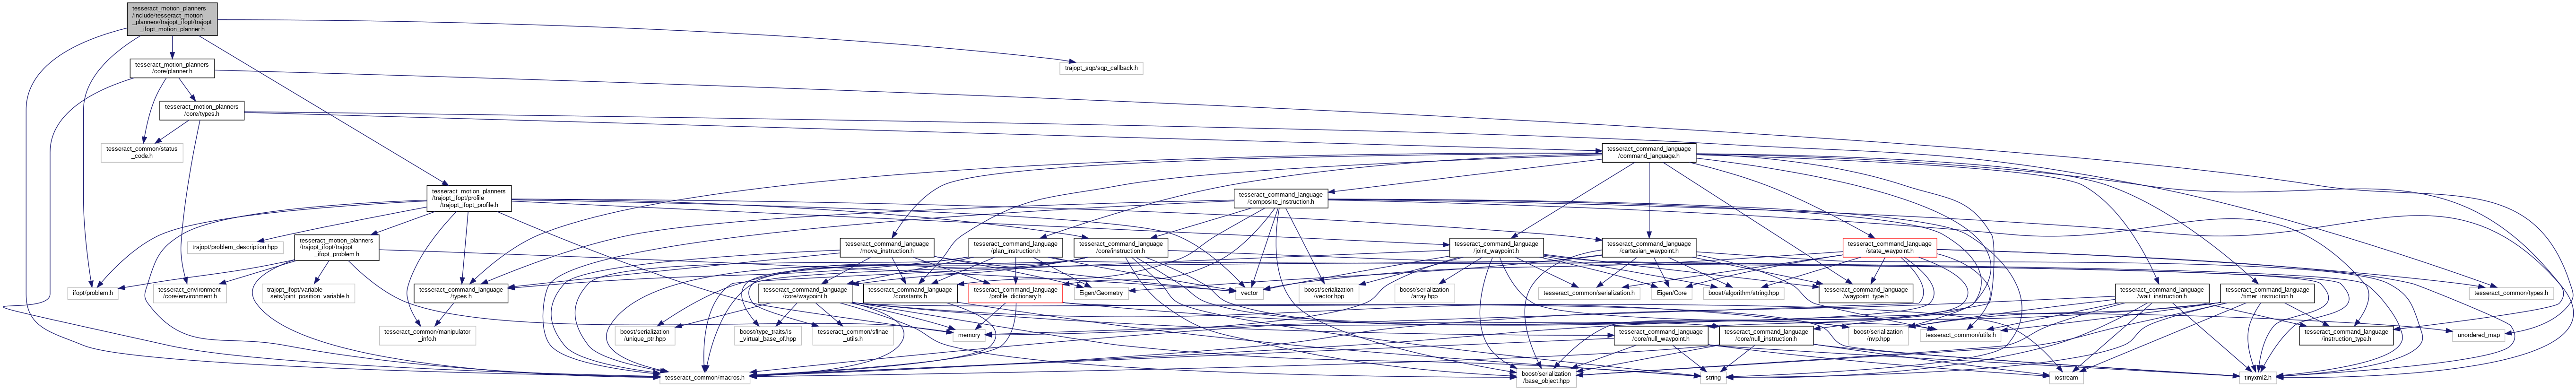 tesseract_motion_planners
/include/tesseract_motion
_planners/trajopt_ifopt/trajopt
_ifopt_motion_planner.h
tesseract_motion_planners
/core/planner.h
trajopt_sqp/sqp_callback.h
tesseract_motion_planners
/core/types.h
tesseract_common/status
_code.h
tesseract_command_language
/command_language.h
tesseract_motion_planners
/trajopt_ifopt/profile
/trajopt_ifopt_profile.h
tesseract_command_language
/composite_instruction.h
trajopt/problem_description.hpp
tesseract_motion_planners
/trajopt_ifopt/trajopt
_ifopt_problem.h
tesseract_command_language
/move_instruction.h
tesseract_command_language
/plan_instruction.h
tesseract_command_language
/core/instruction.h
tesseract_command_language
/joint_waypoint.h
tesseract_command_language
/cartesian_waypoint.h
tesseract_command_language
/state_waypoint.h
ifopt/problem.h
tesseract_environment
/core/environment.h
trajopt_ifopt/variable
_sets/joint_position_variable.h
tesseract_command_language
/types.h
tesseract_command_language
/core/waypoint.h
tesseract_command_language
/constants.h
tesseract_command_language
/profile_dictionary.h
Eigen/Geometry
vector
boost/serialization
/vector.hpp
boost/serialization
/array.hpp
tesseract_common/serialization.h
Eigen/Core
boost/algorithm/string.hpp
tesseract_command_language
/waypoint_type.h
tesseract_command_language
/wait_instruction.h
tesseract_command_language
/timer_instruction.h
tesseract_common/types.h
tesseract_common/manipulator
_info.h
boost/serialization
/unique_ptr.hpp
boost/type_traits/is
_virtual_base_of.hpp
tesseract_common/sfinae
_utils.h
memory
tesseract_command_language
/core/null_waypoint.h
tesseract_command_language
/core/null_instruction.h
boost/serialization
/nvp.hpp
tesseract_common/utils.h
tesseract_command_language
/instruction_type.h
unordered_map
tesseract_common/macros.h
boost/serialization
/base_object.hpp
string
iostream
tinyxml2.h